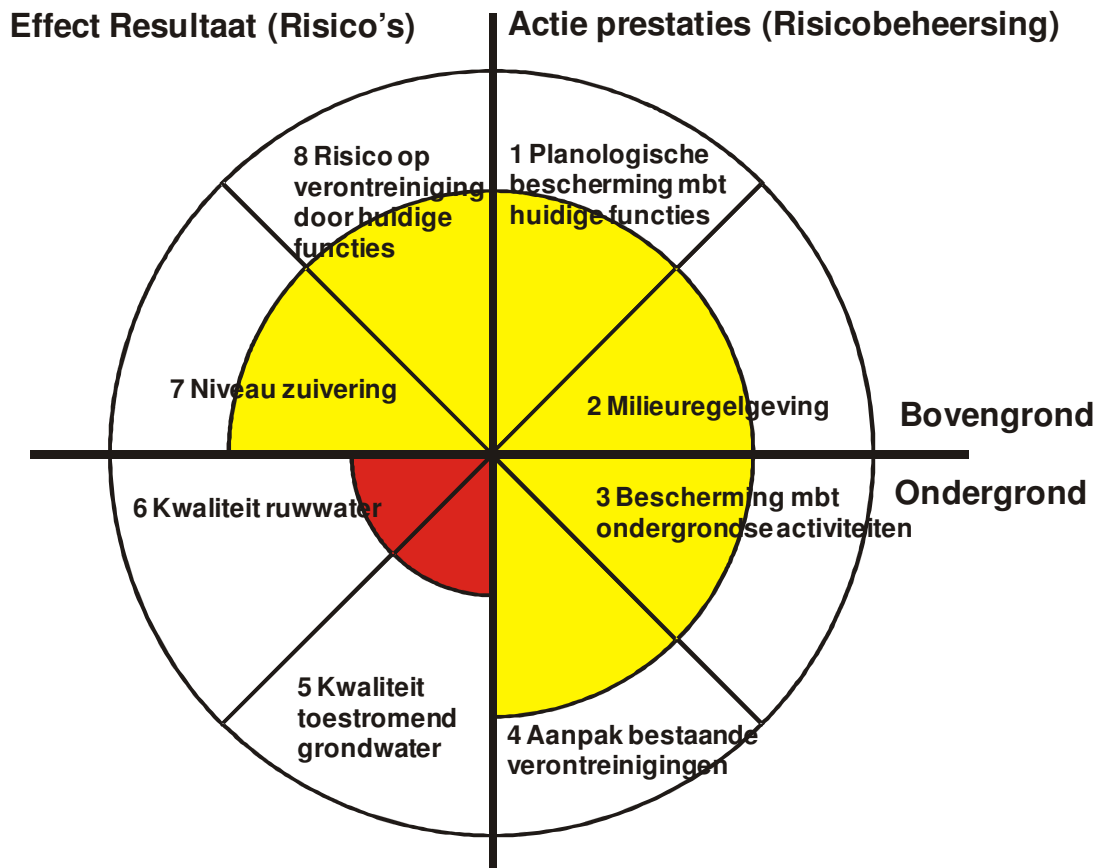 Effect Resultaat (Risico's)
Actie prestaties (Risicobeheersing)
8 Risico op
verontreiniging
door huidige
functies
1 Planologische
bescherming mbt
huidige functies
7 Niveau zuivering
2 Milieuregelgeving
Bovengrond
Ondergrond
6 Kwaliteit ruwwater
3 Bescherming mbt
ondergrondse activiteiten
5 Kwaliteit
toestromend
grondwater
4 Aanpak bestaande
verontreinigingen